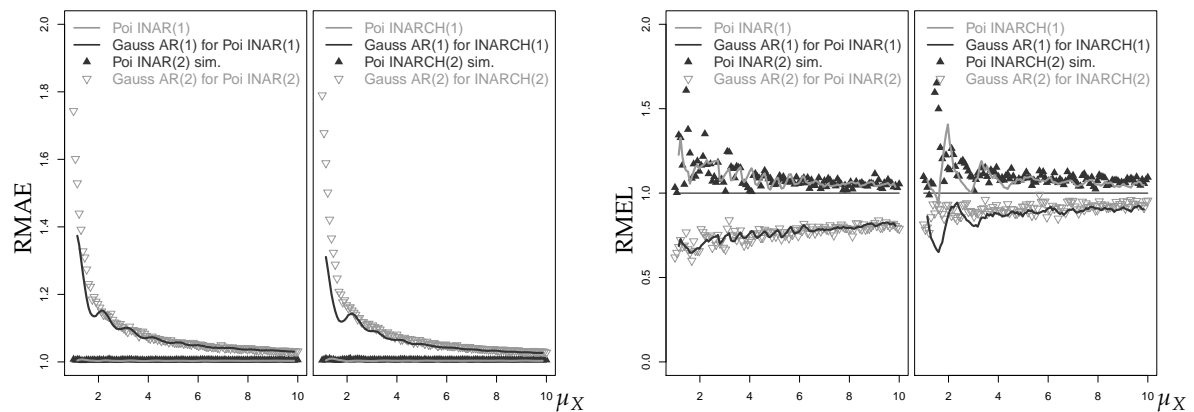 RMAE
2.0
1.8
1.6
1.4
1.2
1.0
Poi INAR(1)
Gauss AR(1) for Poi INAR(1)
Poi INAR(2) sim.
Gauss AR(2) for Poi INAR(2)
2 4 6 8 10
Poi INARCH(1)
Gauss AR(1) for INARCH(1)
Poi INARCH(2) sim.
Gauss AR(2) for INARCH(2)
2 4 6 8 10
μX
RMEL
2.0
1.5
1.0
0.5
0.0
Poi INAR(1)
Gauss AR(1) for Poi INAR(1)
Poi INAR(2) sim.
Gauss AR(2) for Poi INAR(2)
2 4 6 8 10
Poi INARCH(1)
Gauss AR(1) for INARCH(1)
Poi INARCH(2) sim.
Gauss AR(2) for INARCH(2)
2 4 6 8 10
μX